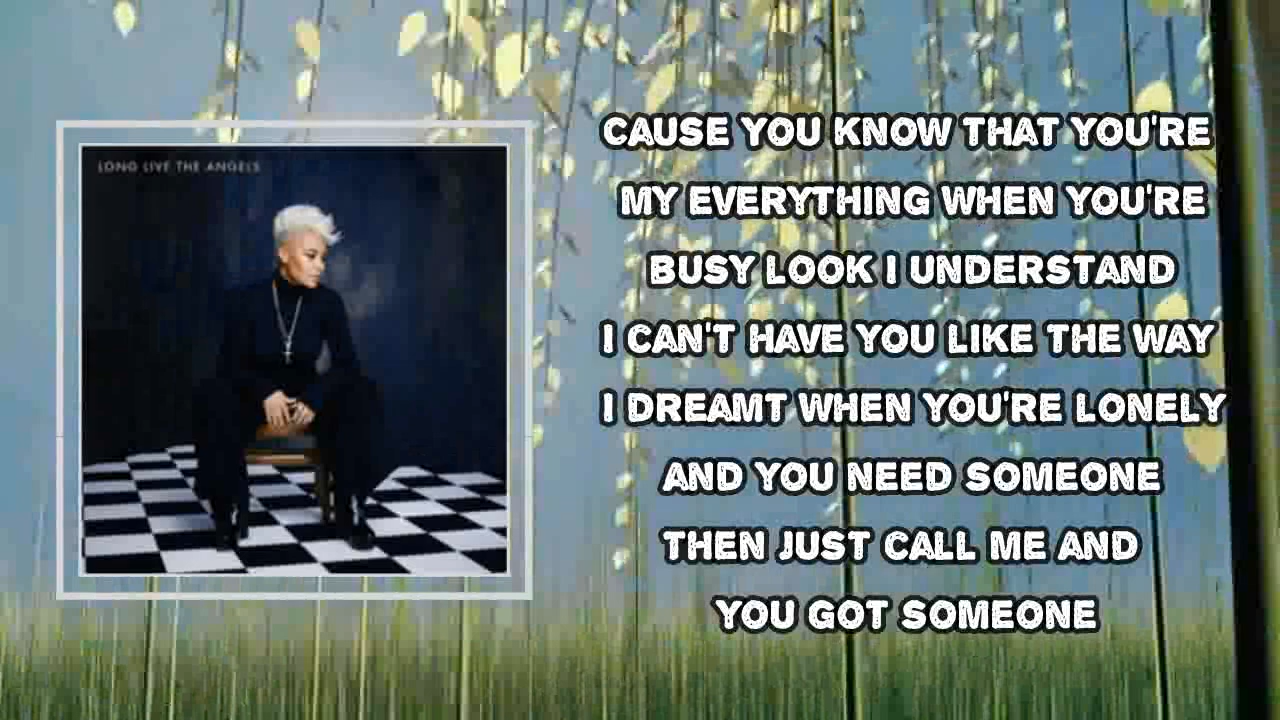 LONG LIVE THE ANGELS
CAUSE YOU KNOW THAT YOU'RE
MY EVERYTHING WHEN YOU'RE
BUSY LOOK I UNDERSTAND
I CAN'T HAVE YOU LIKE THE WAY
I DREAMT WHEN YOU'RE LONELY
AND YOU NEED SOMEONE
THEN JUST CALL ME AND
YOU GOT SOMEONE